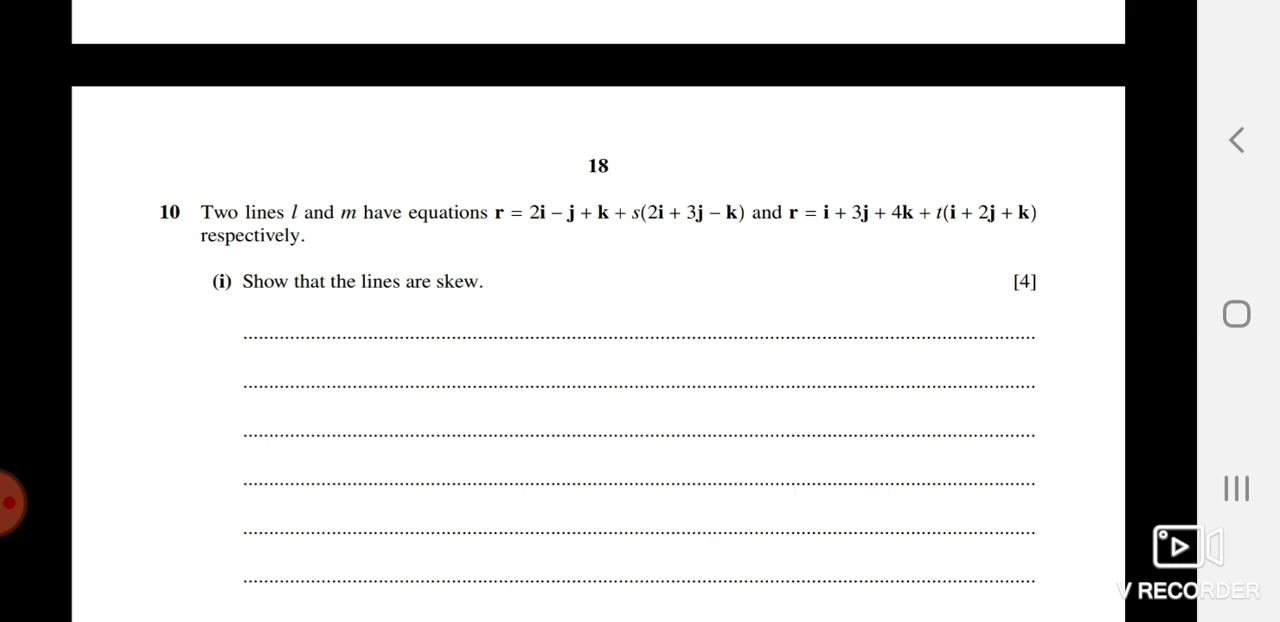 18
10 Two lines l and m have equations r = 2i – j + k + s(2i + 3j – k) and r = i + 3j + 4k + t(i + 2j + k)
respectively.
(i) Show that the lines are skew. [4]
V RECORDER